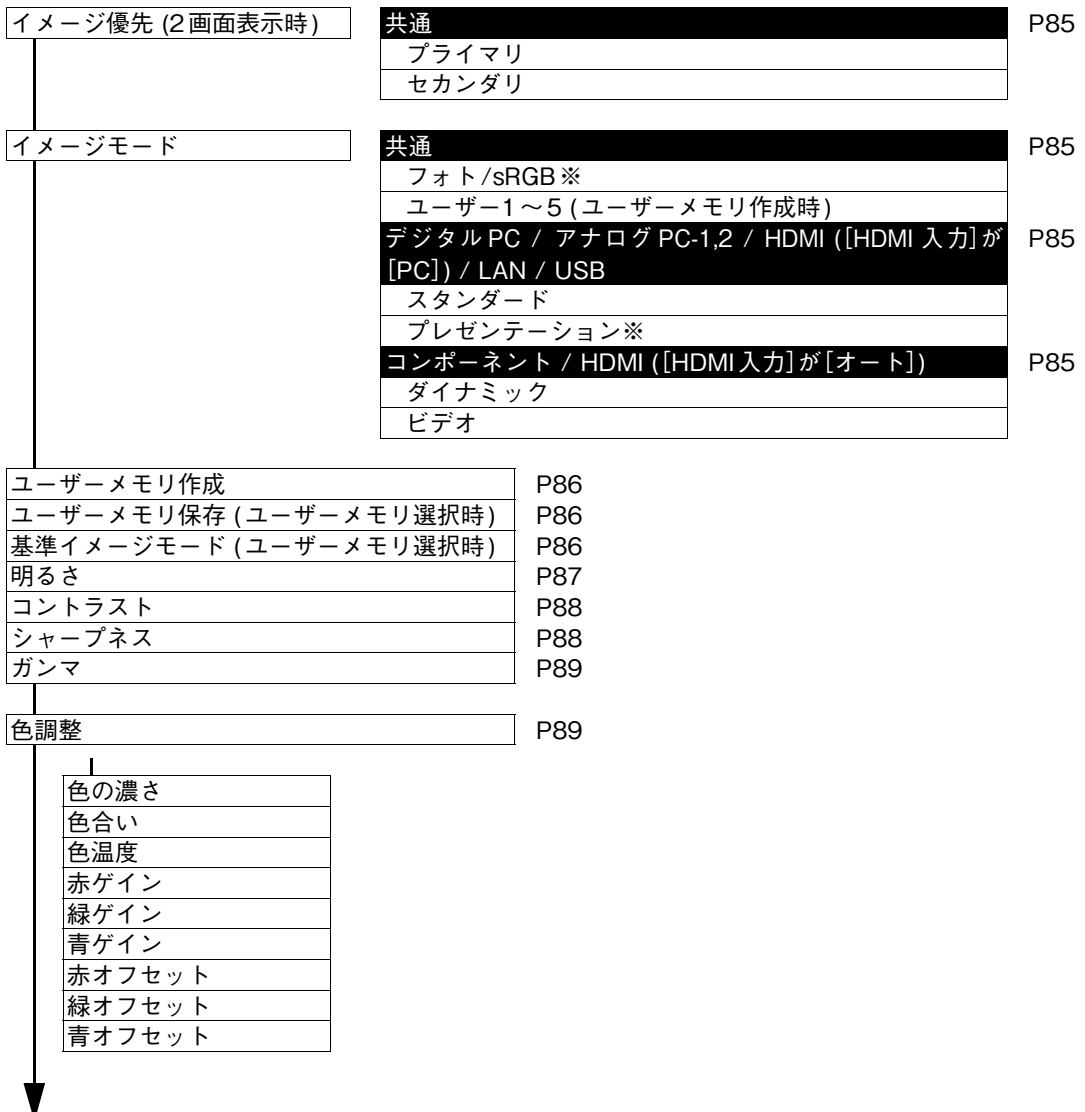 イメージ優先 (2画面表示時)
共通
P85
プライマリ
セカンダリ
イメージモード
共通
P85
フォト/sRGB※
ユーザー1～5 (ユーザーメモリ作成時)
デジタル PC / アナログ PC-1,2 / HDMI ([HDMI 入力]が
P85
[PC]) / LAN / USB
スタンダード
プレゼンテーション※
コンポーネント / HDMI ([HDMI入力]が[オート])
P85
ダイナミック
ビデオ
ユーザーメモリ作成
P86
ユーザーメモリ保存 (ユーザーメモリ選択時)
P86
基準イメージモード (ユーザーメモリ選択時)
P86
明るさ
P87
コントラスト
P88
シャープネス
P88
ガンマ
P89
色調整
P89
色の濃さ
色合い
色温度
赤ゲイン
緑ゲイン
青ゲイン
赤オフセット
緑オフセット
青オフセット